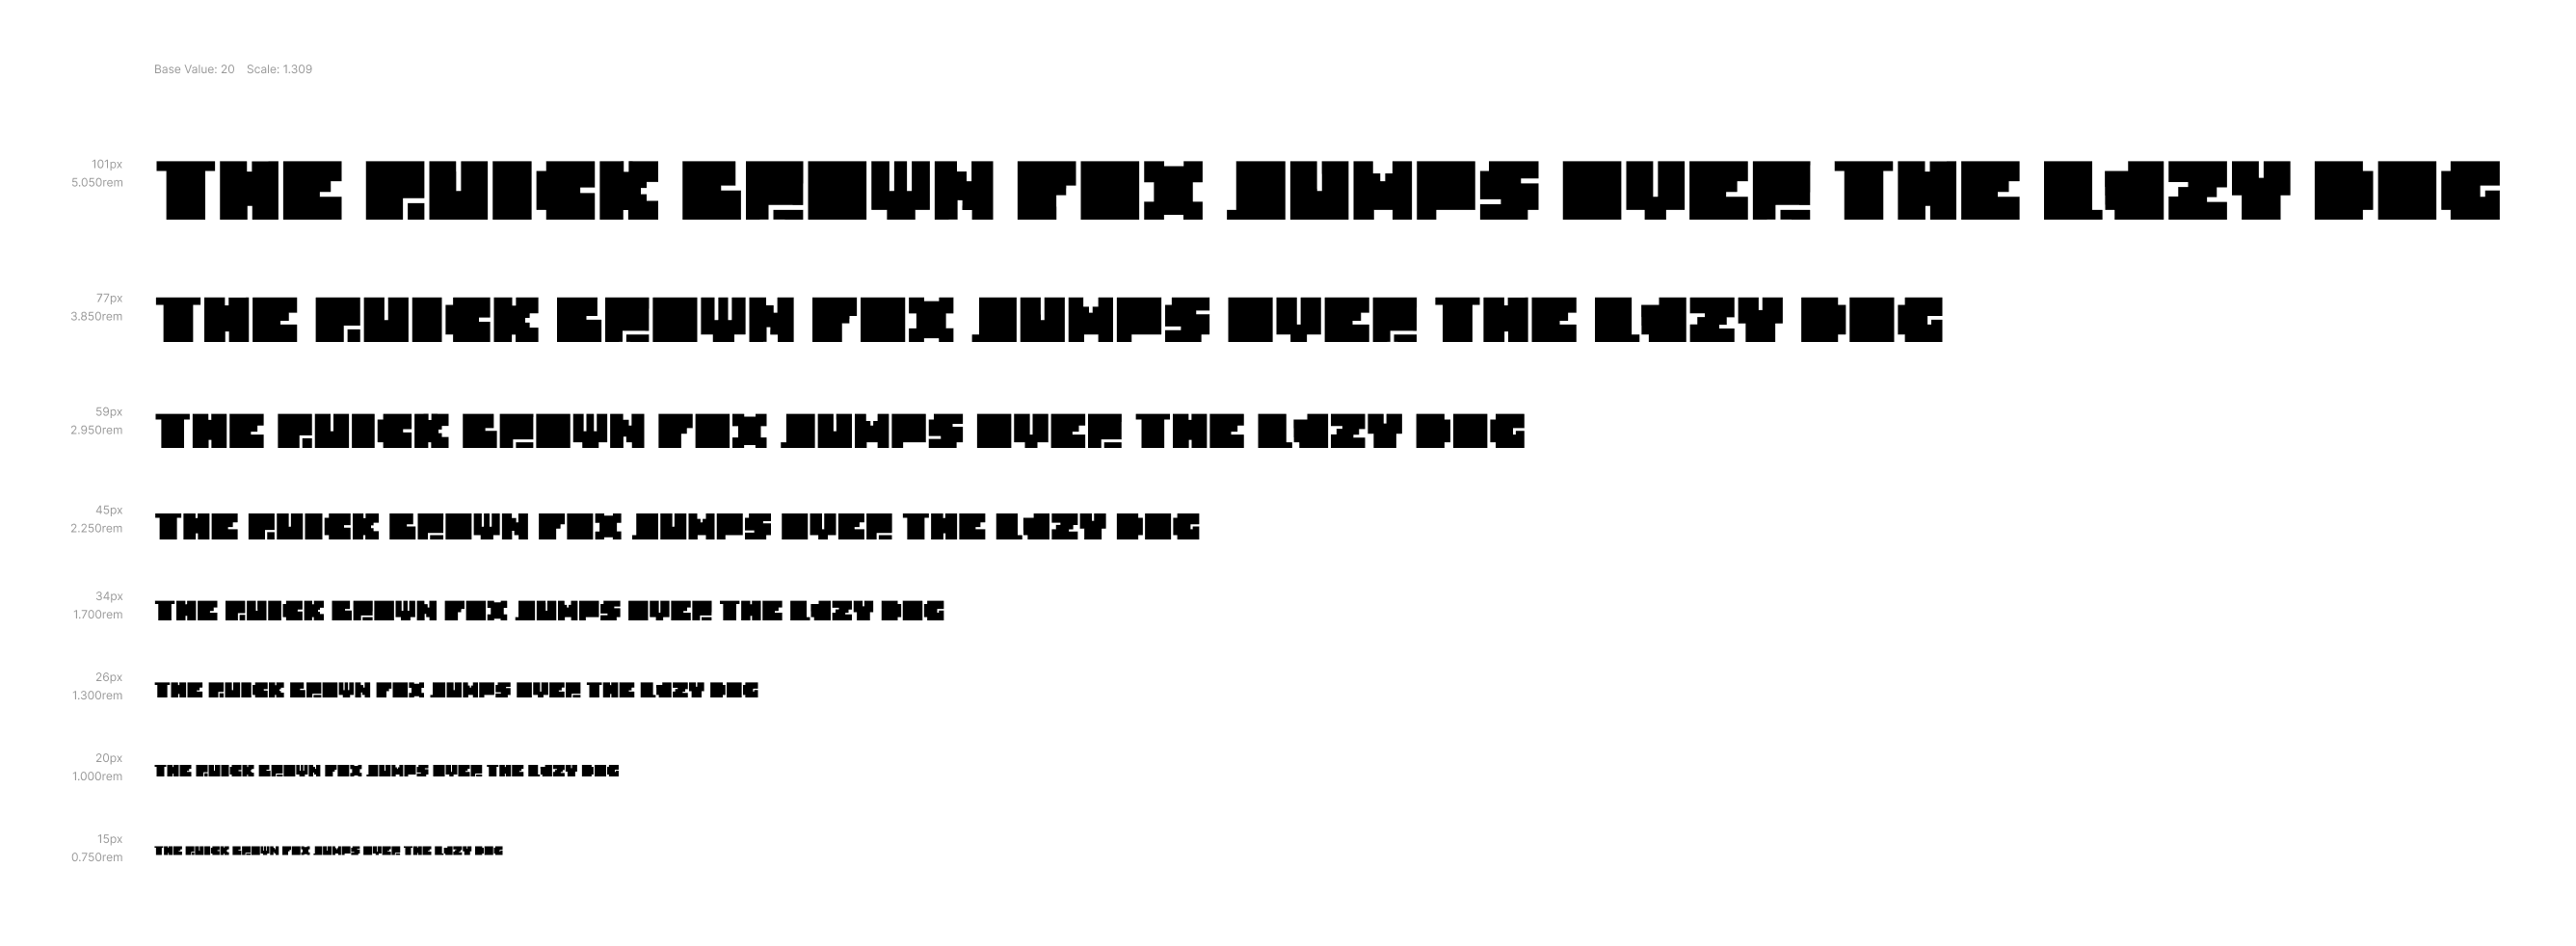 Base Value: 20 Scale: 1.309
101px
5.050rem
THE QUICK BROWN FOX JUMPS OVER THE LAZY DOG
77px
3.850rem
THE QUICK BROWN FOX JUMPS OVER THE LAZY DOG
59px
2.950rem
THE QUICK BROWN FOX JUMPS OVER THE LAZY DOG
45px
2.250rem
THE QUICK BROWN FOX JUMPS OVER THE LAZY DOG
34px
1.700rem
THE QUICK BROWN FOX JUMPS OVER THE LAZY DOG
26px
1.300rem
THE QUICK BROWN FOX JUMPS OVER THE LAZY DOG
20px
1.000rem
THE QUICK BROWN FOX JUMPS OVER THE LAZY DOG
15px
0.750rem
THE QUICK BROWN FOX JUMPS OVER THE LAZY DOG